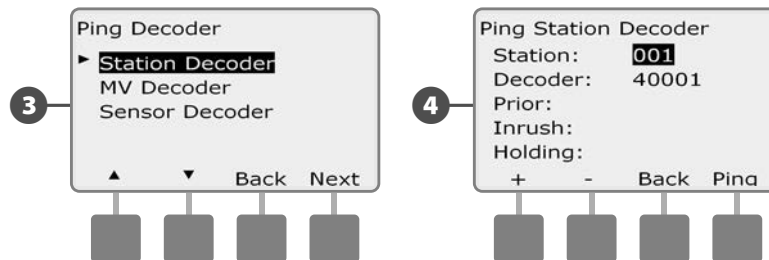 Ping Decoder
► Station Decoder
MV Decoder
Sensor Decoder
▲ ▼ Back Next
3
Ping Station Decoder
Station: 001
Decoder: 40001
Prior:
Inrush:
Holding:
+ - Back Ping
4